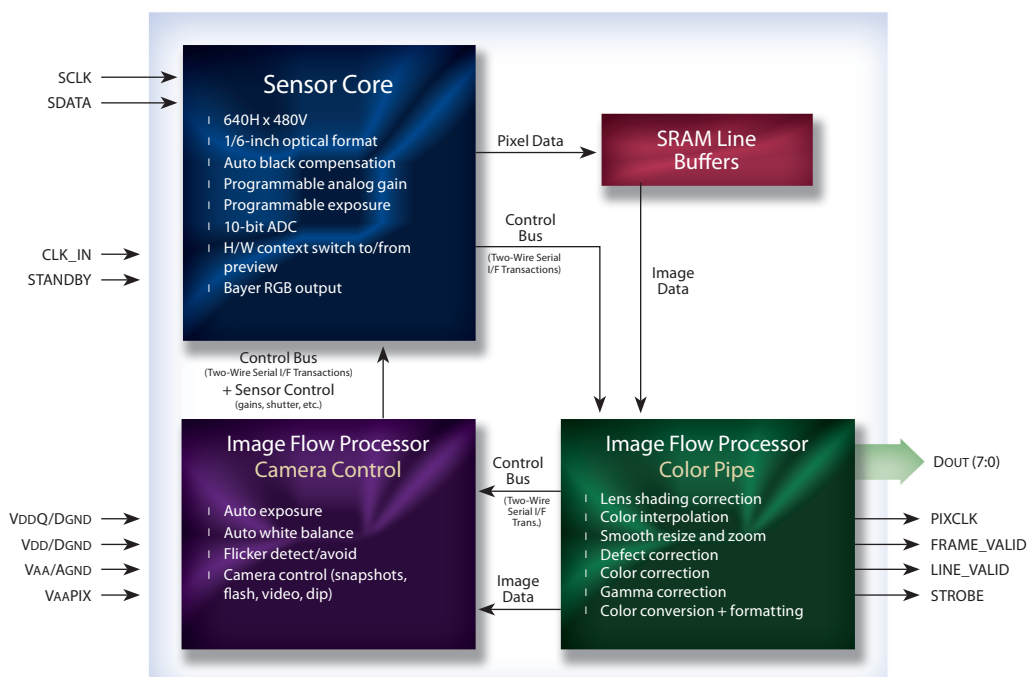 SCLK
SDATA
CLK_IN
STANDBY
Sensor Core
640H x 480V
1/6-inch optical format
Auto black compensation
Programmable analog gain
Programmable exposure
10-bit ADC
H/W context switch to/from
preview
Bayer RGB output
Pixel Data
SRAM Line
Buffers
Control
Bus
(Two-Wire Serial
I/F Transactions)
Image
Data
Control Bus
(Two-Wire Serial I/F Transactions)
+ Sensor Control
(gains, shutter, etc.)
VDDQ/DGND
VDD/DGND
VAA/AGND
VAAPIX
Image Flow Processor
Camera Control
Auto exposure
Auto white balance
Flicker detect/avoid
Camera control (snapshots,
flash, video, dip)
Control
Bus
(Two-Wire
Serial I/F
Trans.)
Image
Data
Image Flow Processor
Color Pipe
Lens shading correction
Color interpolation
Smooth resize and zoom
Defect correction
Color correction
Gamma correction
Color conversion + formatting
DOUT (7:0)
PIXCLK
FRAME_VALID
LINE_VALID
STROBE